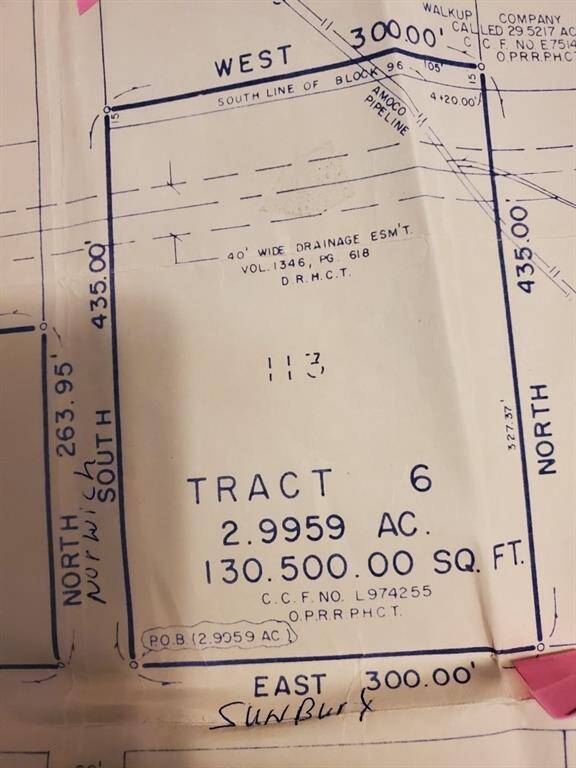 WALKUP COMPANY
CALLED 29.5217 AC
C. C. F. NO E7514
O.P.R.R.P.H.C.T
WEST 300.00'
105'
15
15
SOUTH LINE OF BLOCK 96
4+20.00'
AMOCO
PIPELINE
40' WIDE DRAINAGE ESM'T.
VOL. 1346, PG. 618
D.R.H.C.T.
435.00'
SOUTH
435.00'
NORTH
327.37'
263.95'
NORTH
Norwich
113
TRACT 6
2.9959 AC.
130.500.00 SQ. FT.
C.C.F. NO. L974255
O.P.R.R.P.H.C.T.
P.O.B. (2.9959 AC.)
EAST 300.00'
SUNBURY